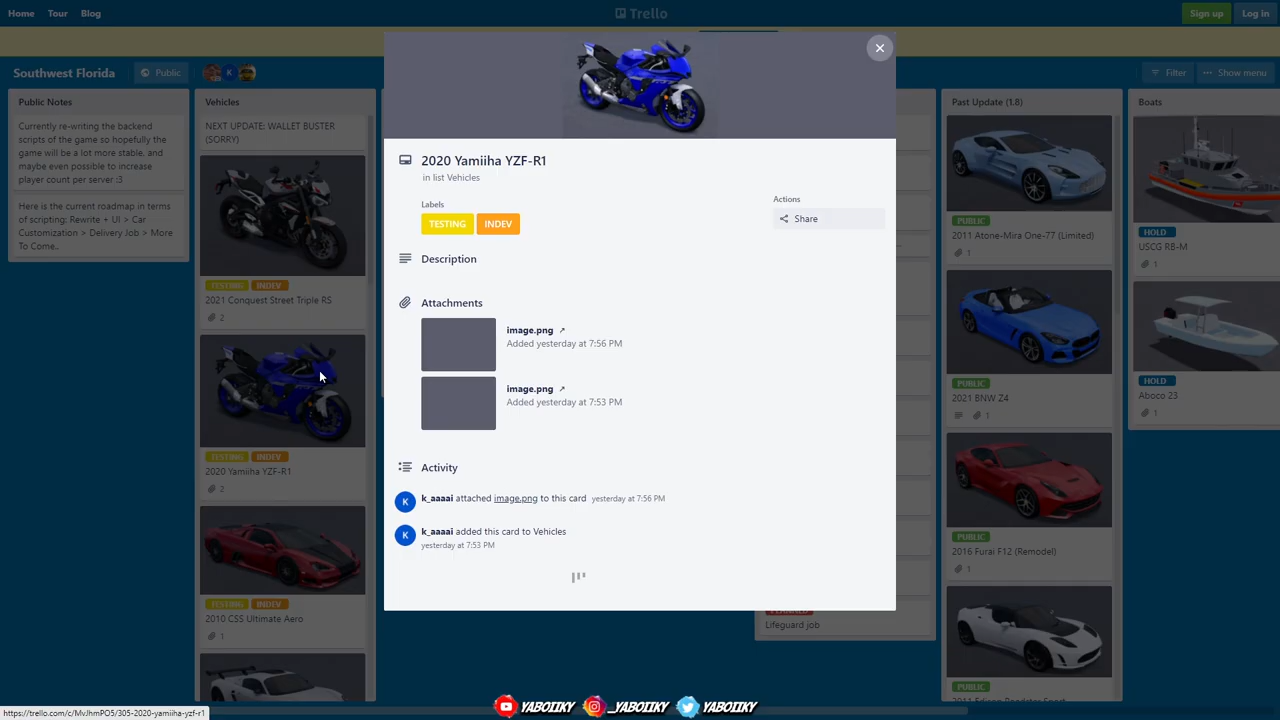 Home Tour Blog
Trello
Sign up Log in
Southwest Florida
Public
K
Filter
Show menu
Public Notes
Currently re-writing the backend
scripts of the game so hopefully the
game will be a lot more stable, and
maybe even possible to increase
player count per server :3
Here is the current roadmap in terms
of scripting: Rewrite + UI > Car
Customization > Delivery Job > More
To Come..
Vehicles
NEXT UPDATE: WALLET BUSTER
(SORRY)
TESTING INDEV
2021 Conquest Street Triple RS
2
TESTING INDEV
2020 Yamiiha YZF-R1
2
TESTING INDEV
2010 CSS Ultimate Aero
1
2020 Yamiiha YZF-R1
in list Vehicles
Labels
TESTING INDEV
Actions
Share
Description
Attachments
image.png ↗
Added yesterday at 7:56 PM
image.png ↗
Added yesterday at 7:53 PM
Activity
K
k_aaaai attached image.png to this card yesterday at 7:56 PM
K
k_aaaai added this card to Vehicles
yesterday at 7:53 PM
Lifeguard job
Past Update (1.8)
PUBLIC
2011 Atone-Mira One-77 (Limited)
1
PUBLIC
2021 BNW Z4
1
PUBLIC
2016 Furai F12 (Remodel)
1
PUBLIC
Boats
HOLD
USCG RB-M
1
HOLD
Aboco 23
1
https://trello.com/c/MvJhmPO5/305-2020-yamiiha-yzf-r1
YABOIIKY _YABOIIKY YABOIIKY